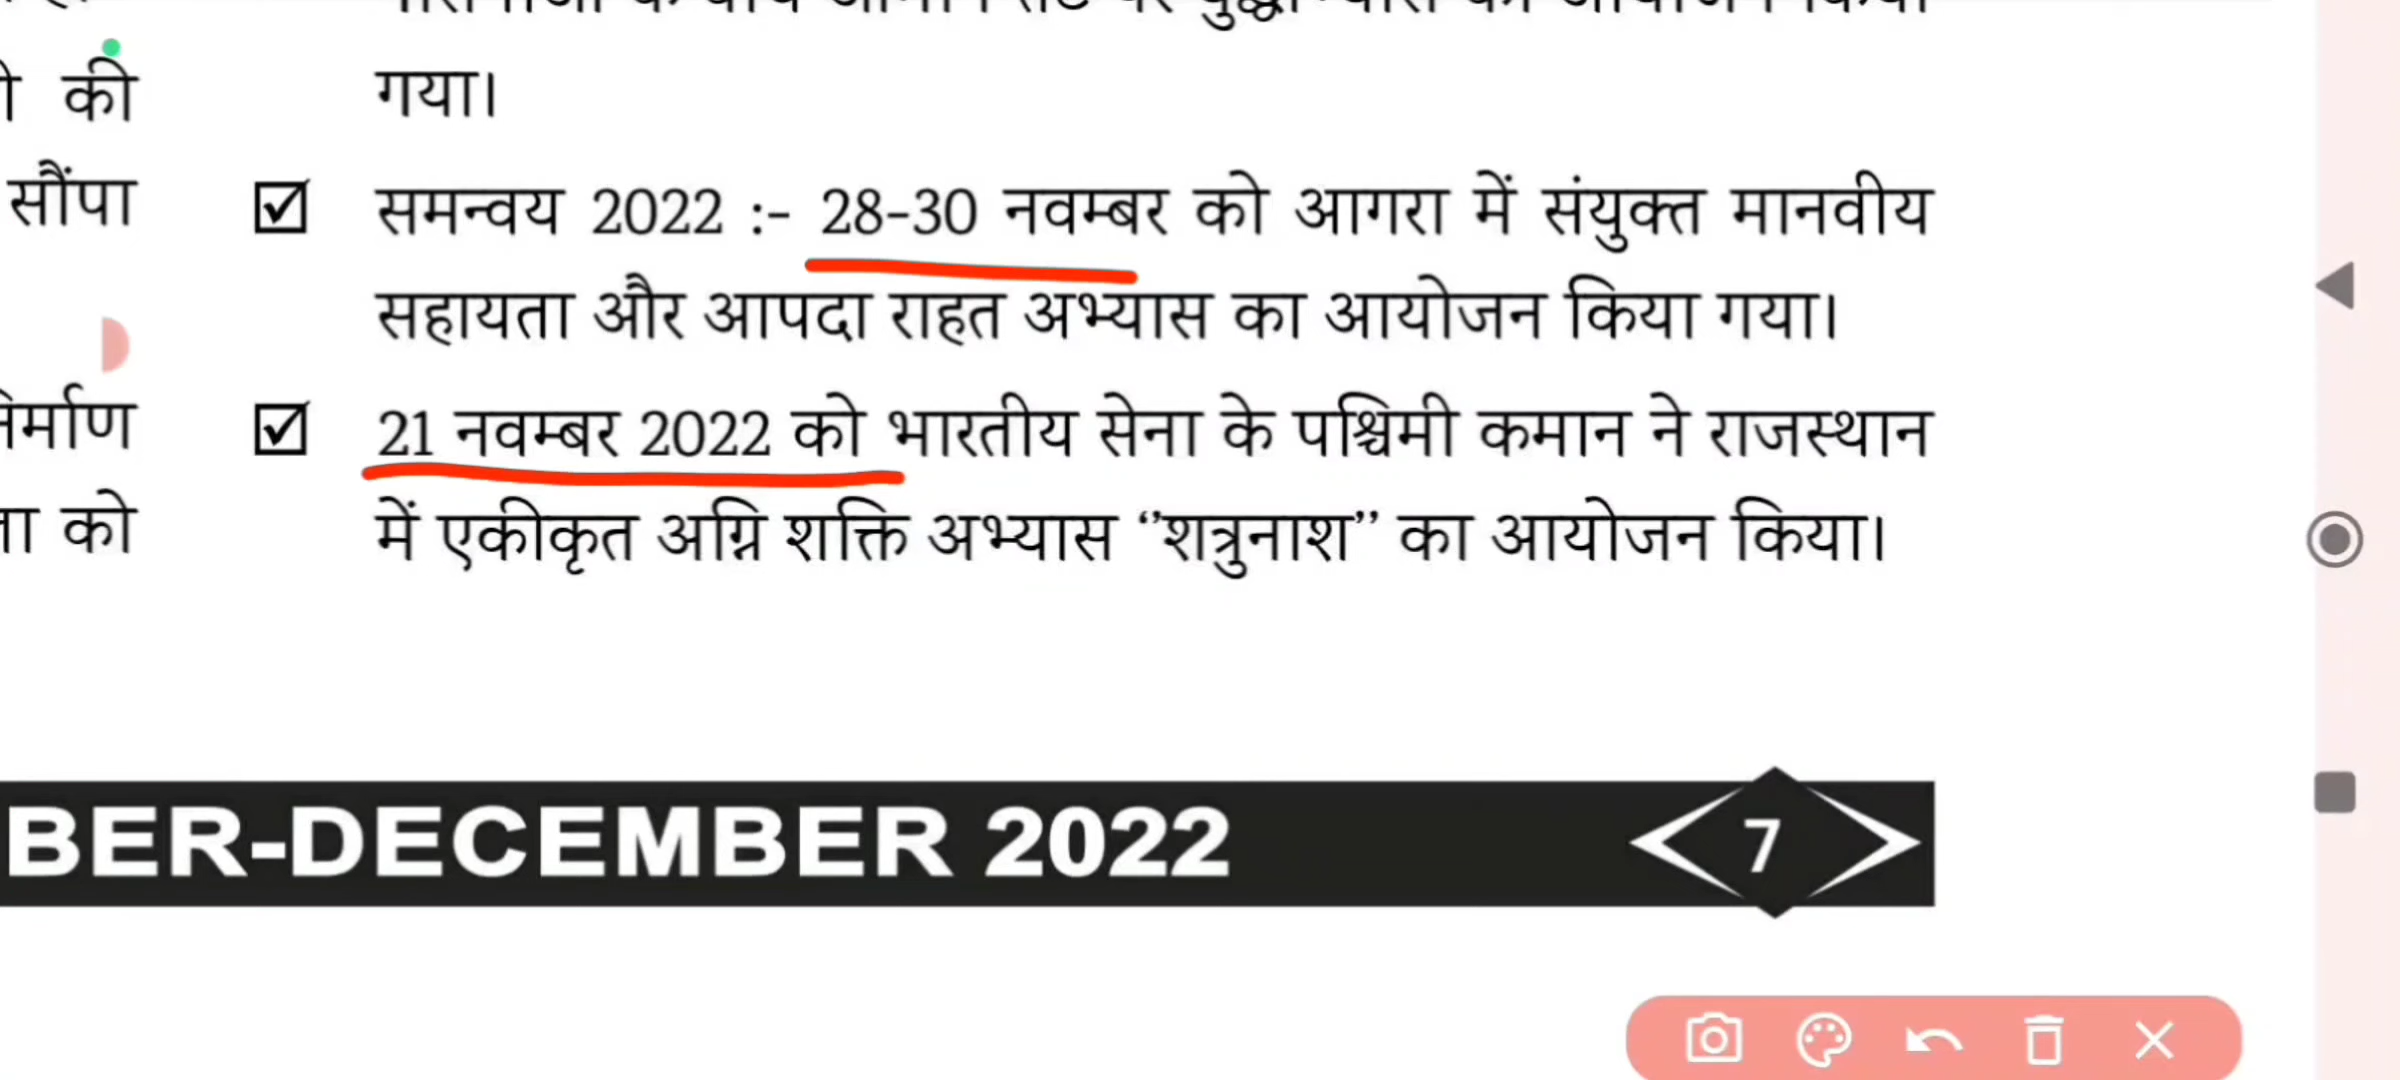 की
गया।
सौंपा
समन्वय 2022 :- 28-30 नवम्बर को आगरा में संयुक्त मानवीय
सहायता और आपदा राहत अभ्यास का आयोजन किया गया।
21 नवम्बर 2022 को भारतीय सेना के पश्चिमी कमान ने राजस्थान
में एकीकृत अग्नि शक्ति अभ्यास “शत्रुनाश” का आयोजन किया।
को
BER-DECEMBER 2022
7